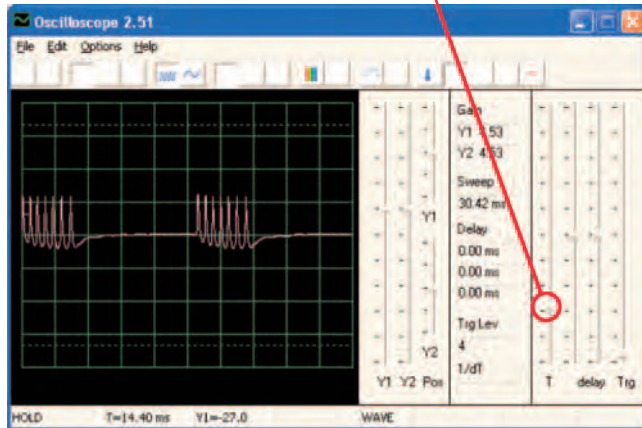 Oscilloscope 2.51
File Edit Options Help
Gain
Y1
Y2
Sweep
30.42 ms
Delay
0.00 ms
0.00 ms
0.00 ms
Trg Lev
4
1/dT
Y1
Y2
Y1 Y2 Pos
T delay Trg
HOLD T=14.40 ms Y1=-27.0 WAVE